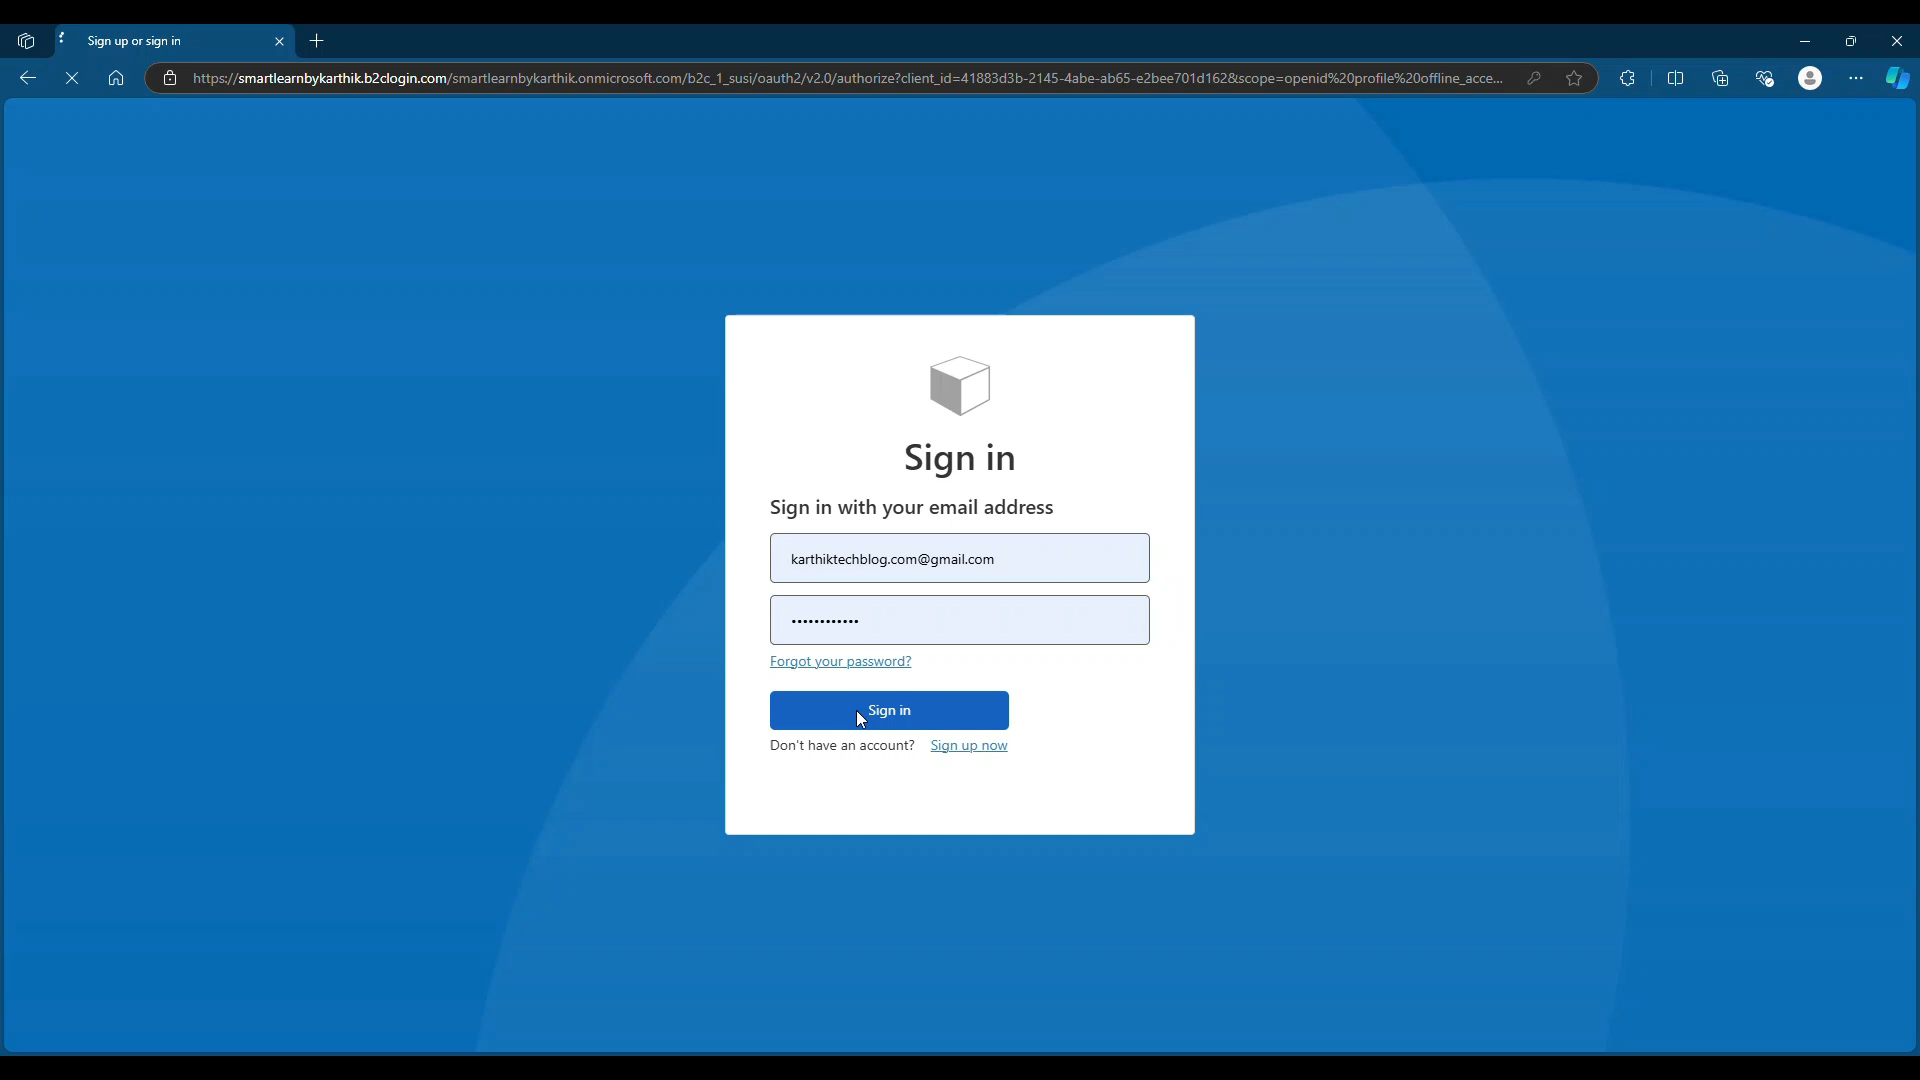 Sign up or sign in
https://smartlearnbykarthik.b2clogin.com/smartlearnbykarthik.onmicrosoft.com/b2c_1_susi/oauth2/v2.0/authorize?client_id=41883d3b-2145-4abe-ab65-e2bee701d162&scope=openid%20profile%20offline_acce...
Sign in
Sign in with your email address
karthiktechblog.com@gmail.com
••••••••••••
Forgot your password?
Sign in
Don't have an account? Sign up now